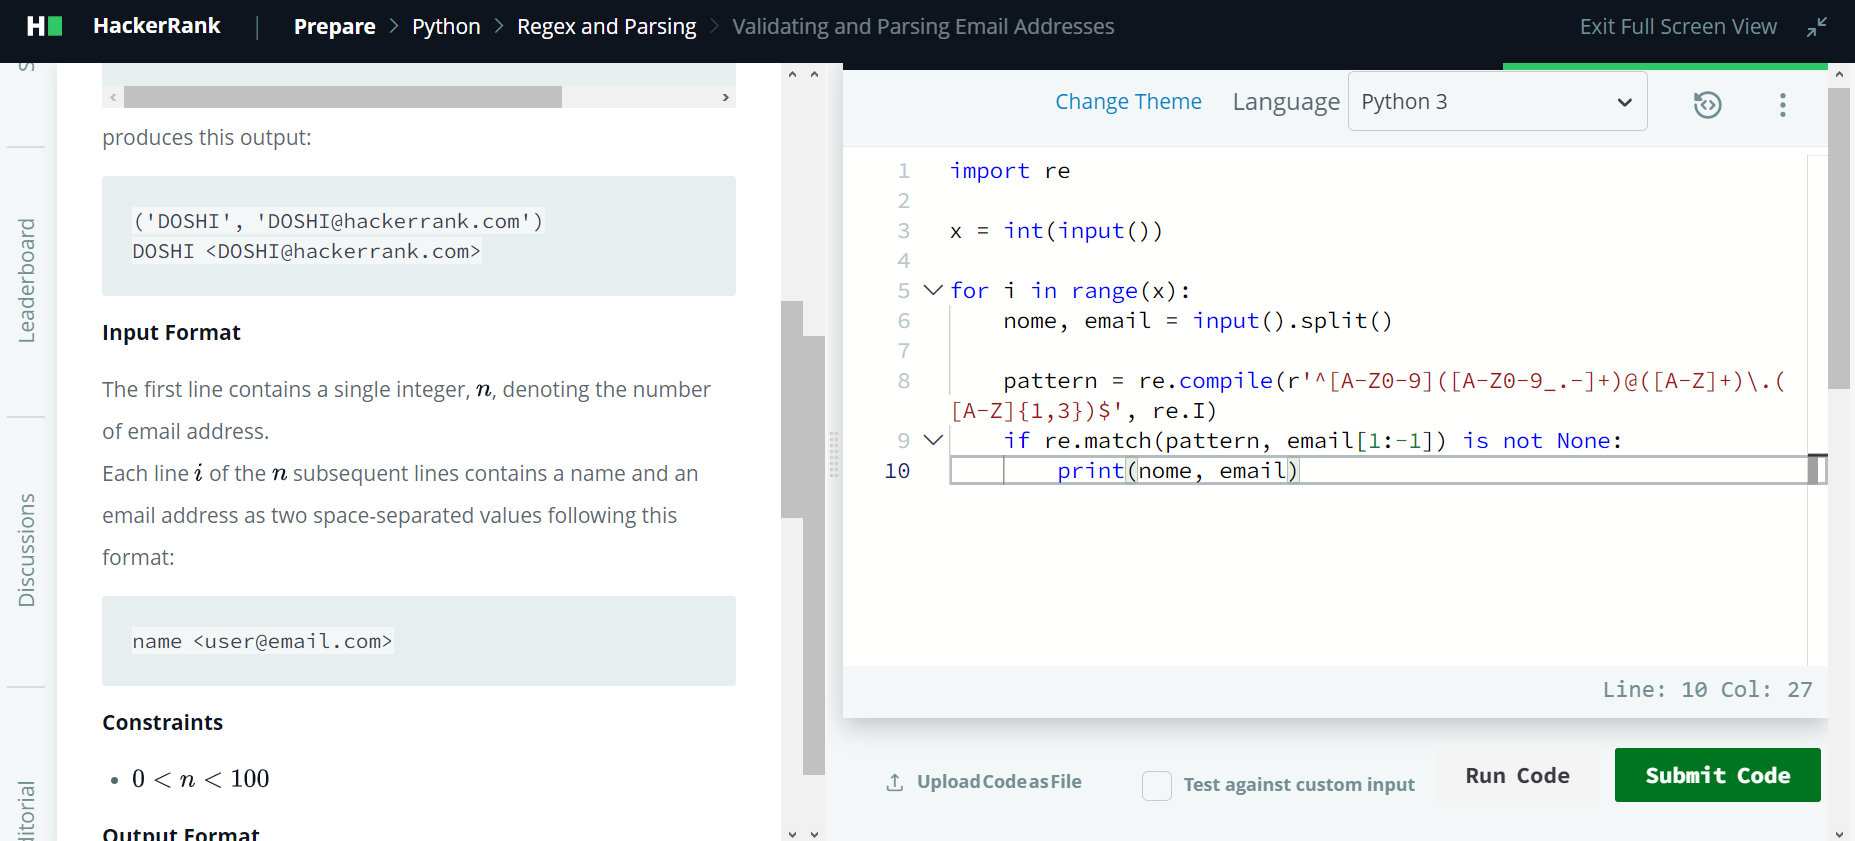 HackerRank | Prepare > Python > Regex and Parsing > Validating and Parsing Email Addresses
Exit Full Screen View
Leaderboard
Discussions
produces this output:
('DOSHI', 'DOSHI@hackerrank.com')
DOSHI <DOSHI@hackerrank.com>
Input Format
The first line contains a single integer, n, denoting the number
of email address.
Each line i of the n subsequent lines contains a name and an
email address as two space-separated values following this
format:
name <user@email.com>
Constraints
• 0 < n < 100
Output Format
Change Theme
Language
Python 3
1 import re
2
3 x = int(input())
4
5 for i in range(x):
6 nome, email = input().split()
7
8 pattern = re.compile(r'^[A-Z0-9]([A-Z0-9_.-]+)@([A-Z]+)\.(
[A-Z]{1,3})$', re.I)
9 if re.match(pattern, email[1:-1]) is not None:
10 print(nome, email)
Line: 10 Col: 27
Upload Code as File
Test against custom input
Run Code
Submit Code